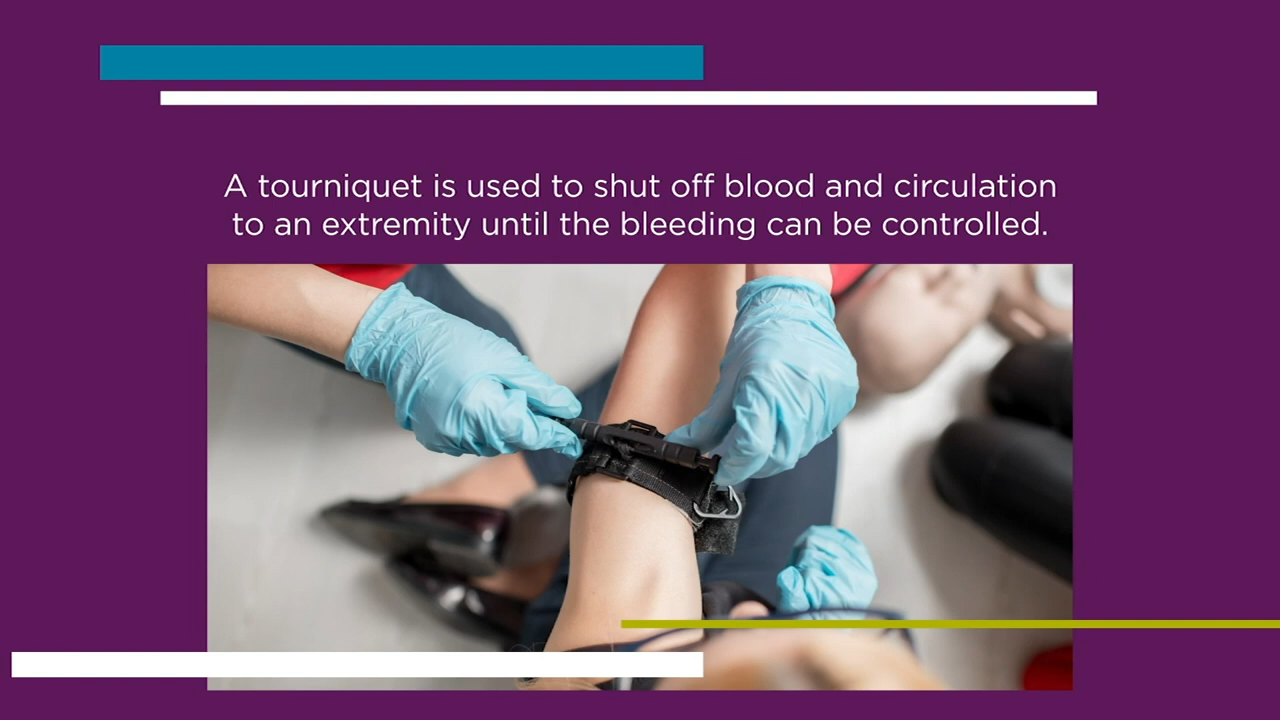 A tourniquet is used to shut off blood and circulation
to an extremity until the bleeding can be controlled.